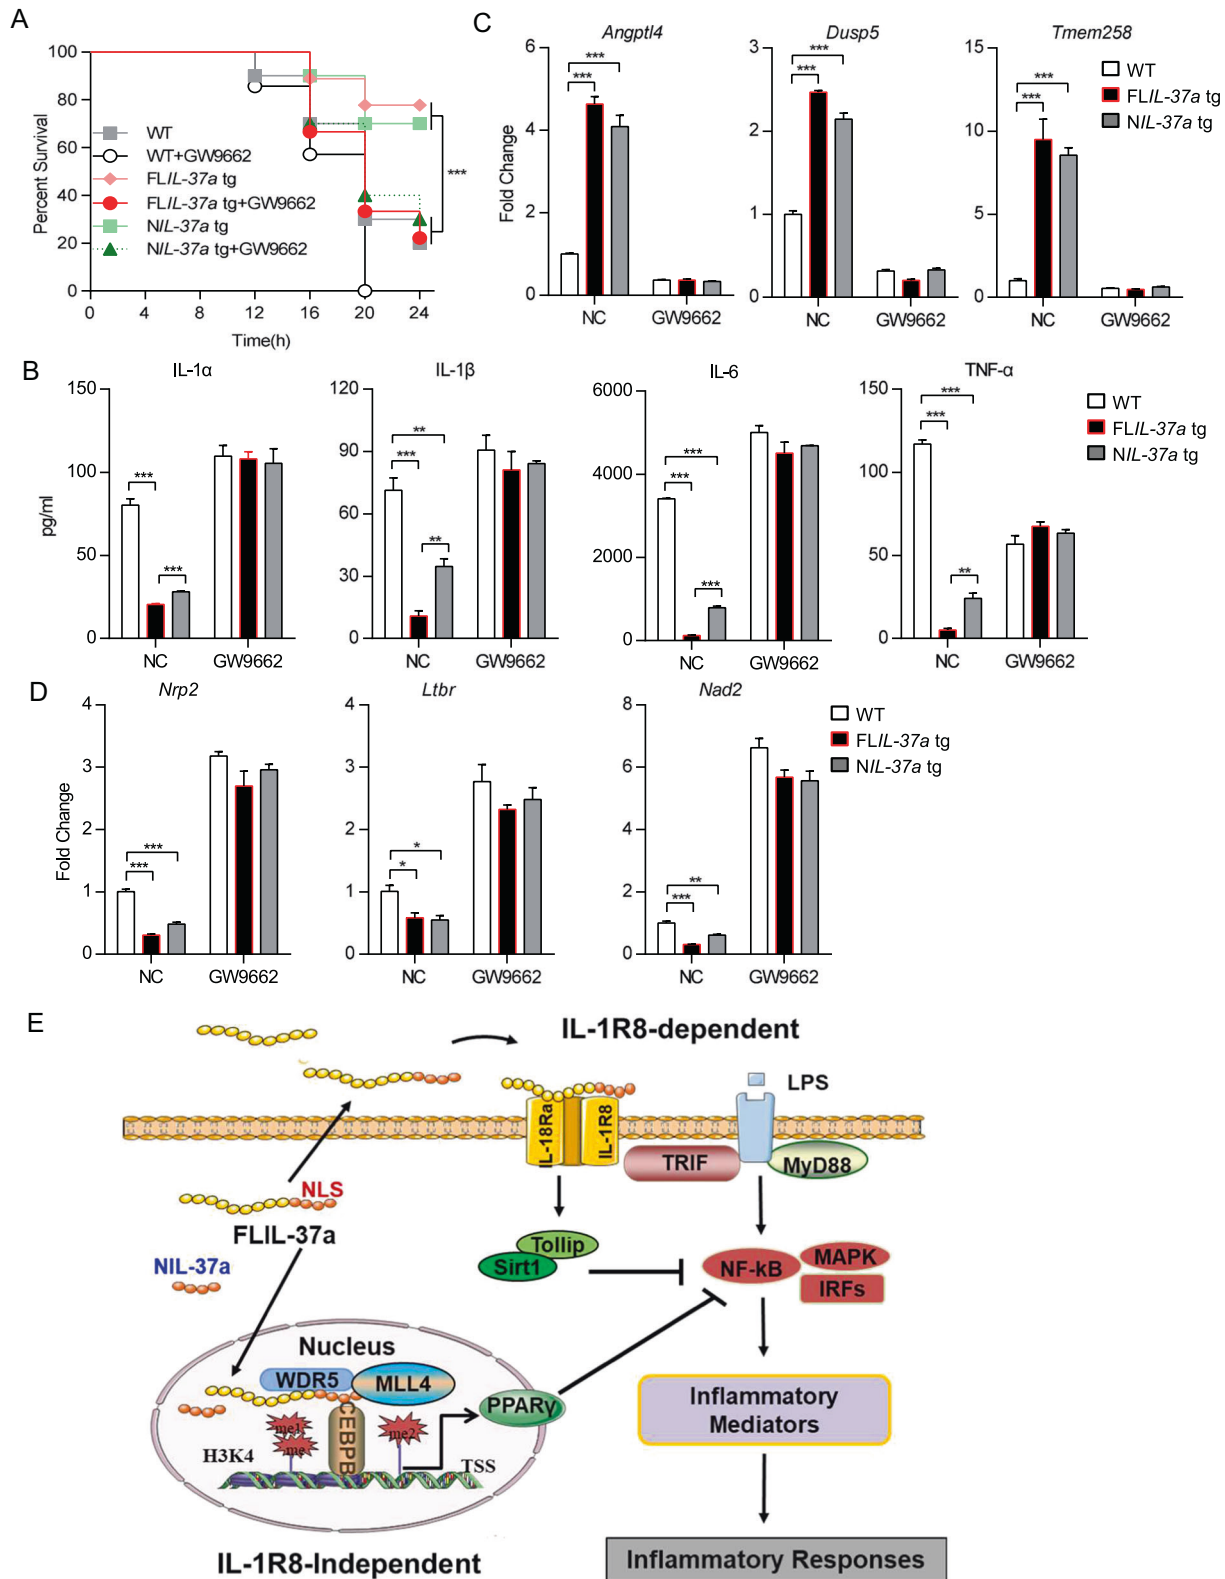 A
100
80
60
40
20
0
Percent Survival
0 4 8 12 16 20 24
Time(h)
WT
WT+GW9662
FLIL-37a tg
FLIL-37a tg+GW9662
NIL-37a tg
NIL-37a tg+GW9662
***
C
Angptl4
Fold Change
6
4
2
0
***
***
NC GW9662
Dusp5
3
2
1
0
***
***
NC GW9662
Tmem258
15
10
5
0
***
***
NC GW9662
WT
FLIL-37a tg
NIL-37a tg
B
IL-1α
pg/ml
150
100
50
0
***
***
NC GW9662
IL-1β
120
90
60
30
0
**
***
**
NC GW9662
IL-6
6000
4000
2000
0
***
***
***
NC GW9662
TNF-α
150
100
50
0
***
***
**
NC GW9662
WT
FLIL-37a tg
NIL-37a tg
D
Nrp2
Fold Change
4
3
2
1
0
***
***
NC GW9662
Ltbr
4
3
2
1
0
*
*
NC GW9662
Nad2
8
6
4
2
0
**
***
NC GW9662
WT
FLIL-37a tg
NIL-37a tg
E
IL-1R8-dependent
LPS
IL-18Ra
IL-1R8
TRIF
MyD88
NLS
FLIL-37a
NIL-37a
Tollip
Sirt1
NF-kB
MAPK
IRFs
Nucleus
WDR5
MLL4
CEBPB
PPARγ
me1
me
me2
H3K4
TSS
Inflammatory
Mediators
IL-1R8-Independent
Inflammatory Responses